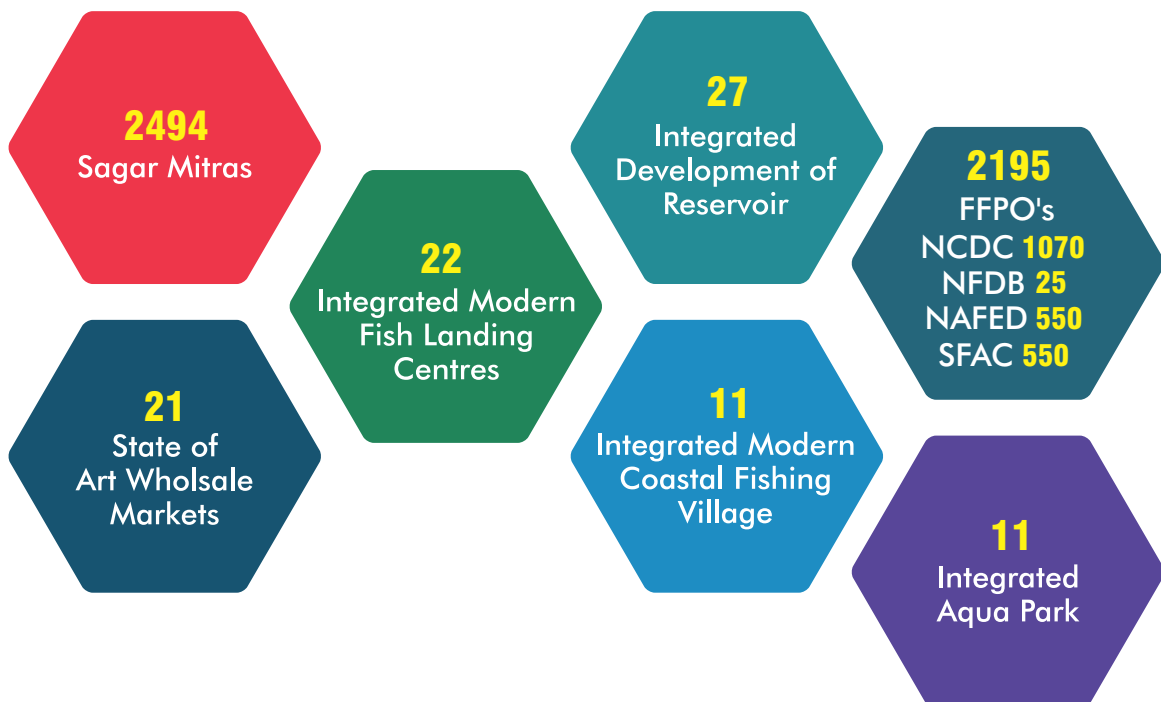 2494
Sagar Mitras
27
Integrated
Development of
Reservoir
2195
FFPO's
NCDC 1070
NFDB 25
NAFED 550
SFAC 550
22
Integrated Modern
Fish Landing
Centres
21
State of
Art Wholsale
Markets
11
Integrated Modern
Coastal Fishing
Village
11
Integrated
Aqua Park